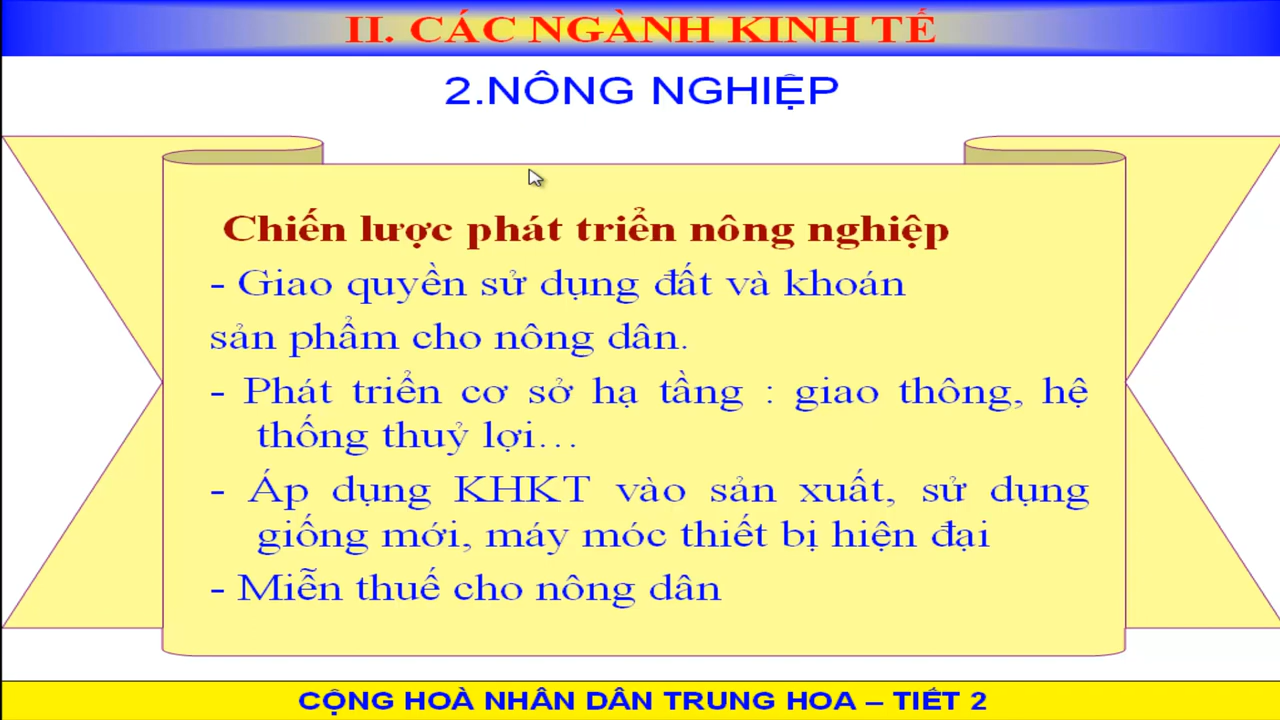 II. CÁC NGÀNH KINH TẾ
2.NÔNG NGHIỆP
Chiến lược phát triển nông nghiệp
- Giao quyền sử dụng đất và khoán
sản phẩm cho nông dân.
- Phát triển cơ sở hạ tầng : giao thông, hệ
thống thuỷ lợi…
- Áp dụng KHKT vào sản xuất, sử dụng
giống mới, máy móc thiết bị hiện đại
- Miễn thuế cho nông dân
CỘNG HOÀ NHÂN DÂN TRUNG HOA – TIẾT 2